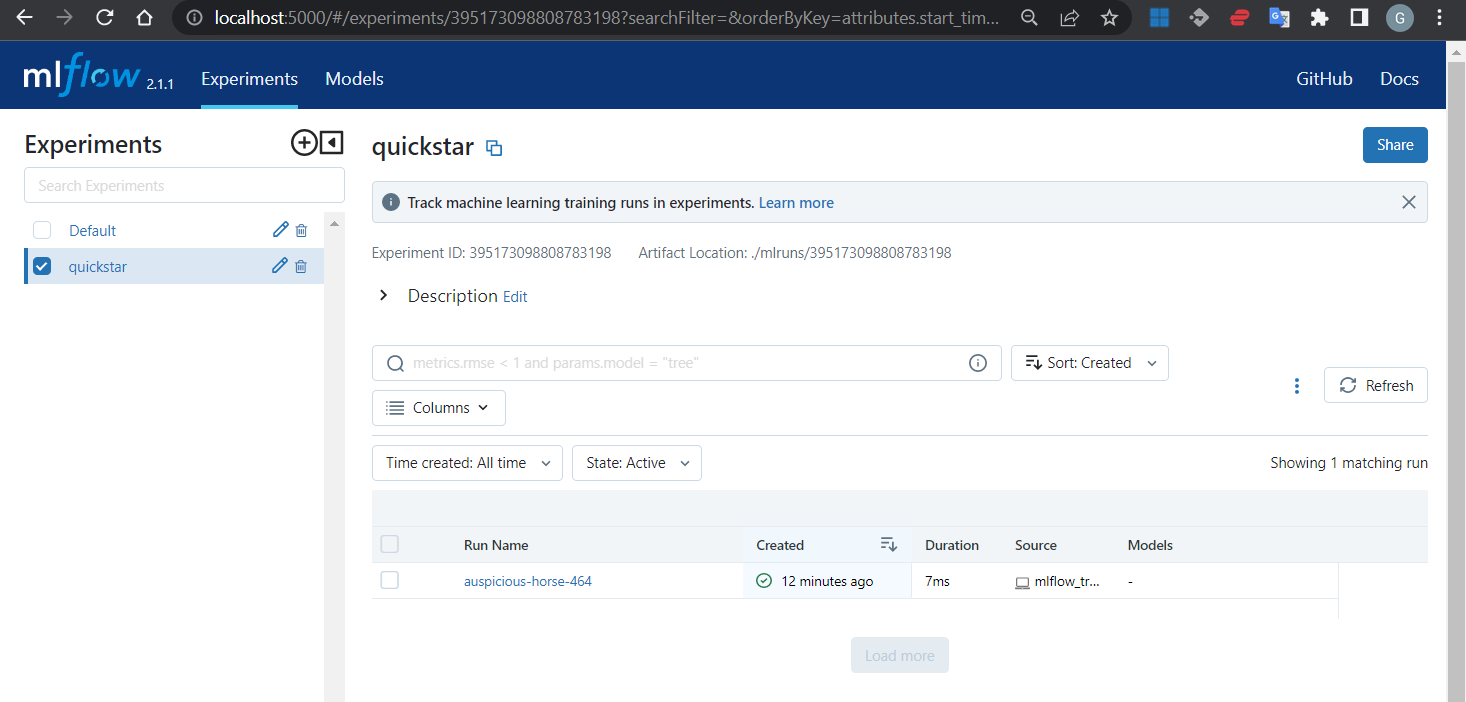 localhost:5000/#/experiments/395173098808783198?searchFilter=&orderByKey=attributes.start_tim...
G
mlflow 2.1.1 Experiments Models GitHub Docs
Experiments
Search Experiments
Default
quickstar
quickstar
Share
Track machine learning training runs in experiments. Learn more
Experiment ID: 395173098808783198 Artifact Location: ./mlruns/395173098808783198
Description Edit
metrics.rmse < 1 and params.model = "tree"
Sort: Created
Refresh
Columns
Time created: All time State: Active Showing 1 matching run
Run Name Created Duration Source Models
auspicious-horse-464 12 minutes ago 7ms mlflow_tr... -
Load more